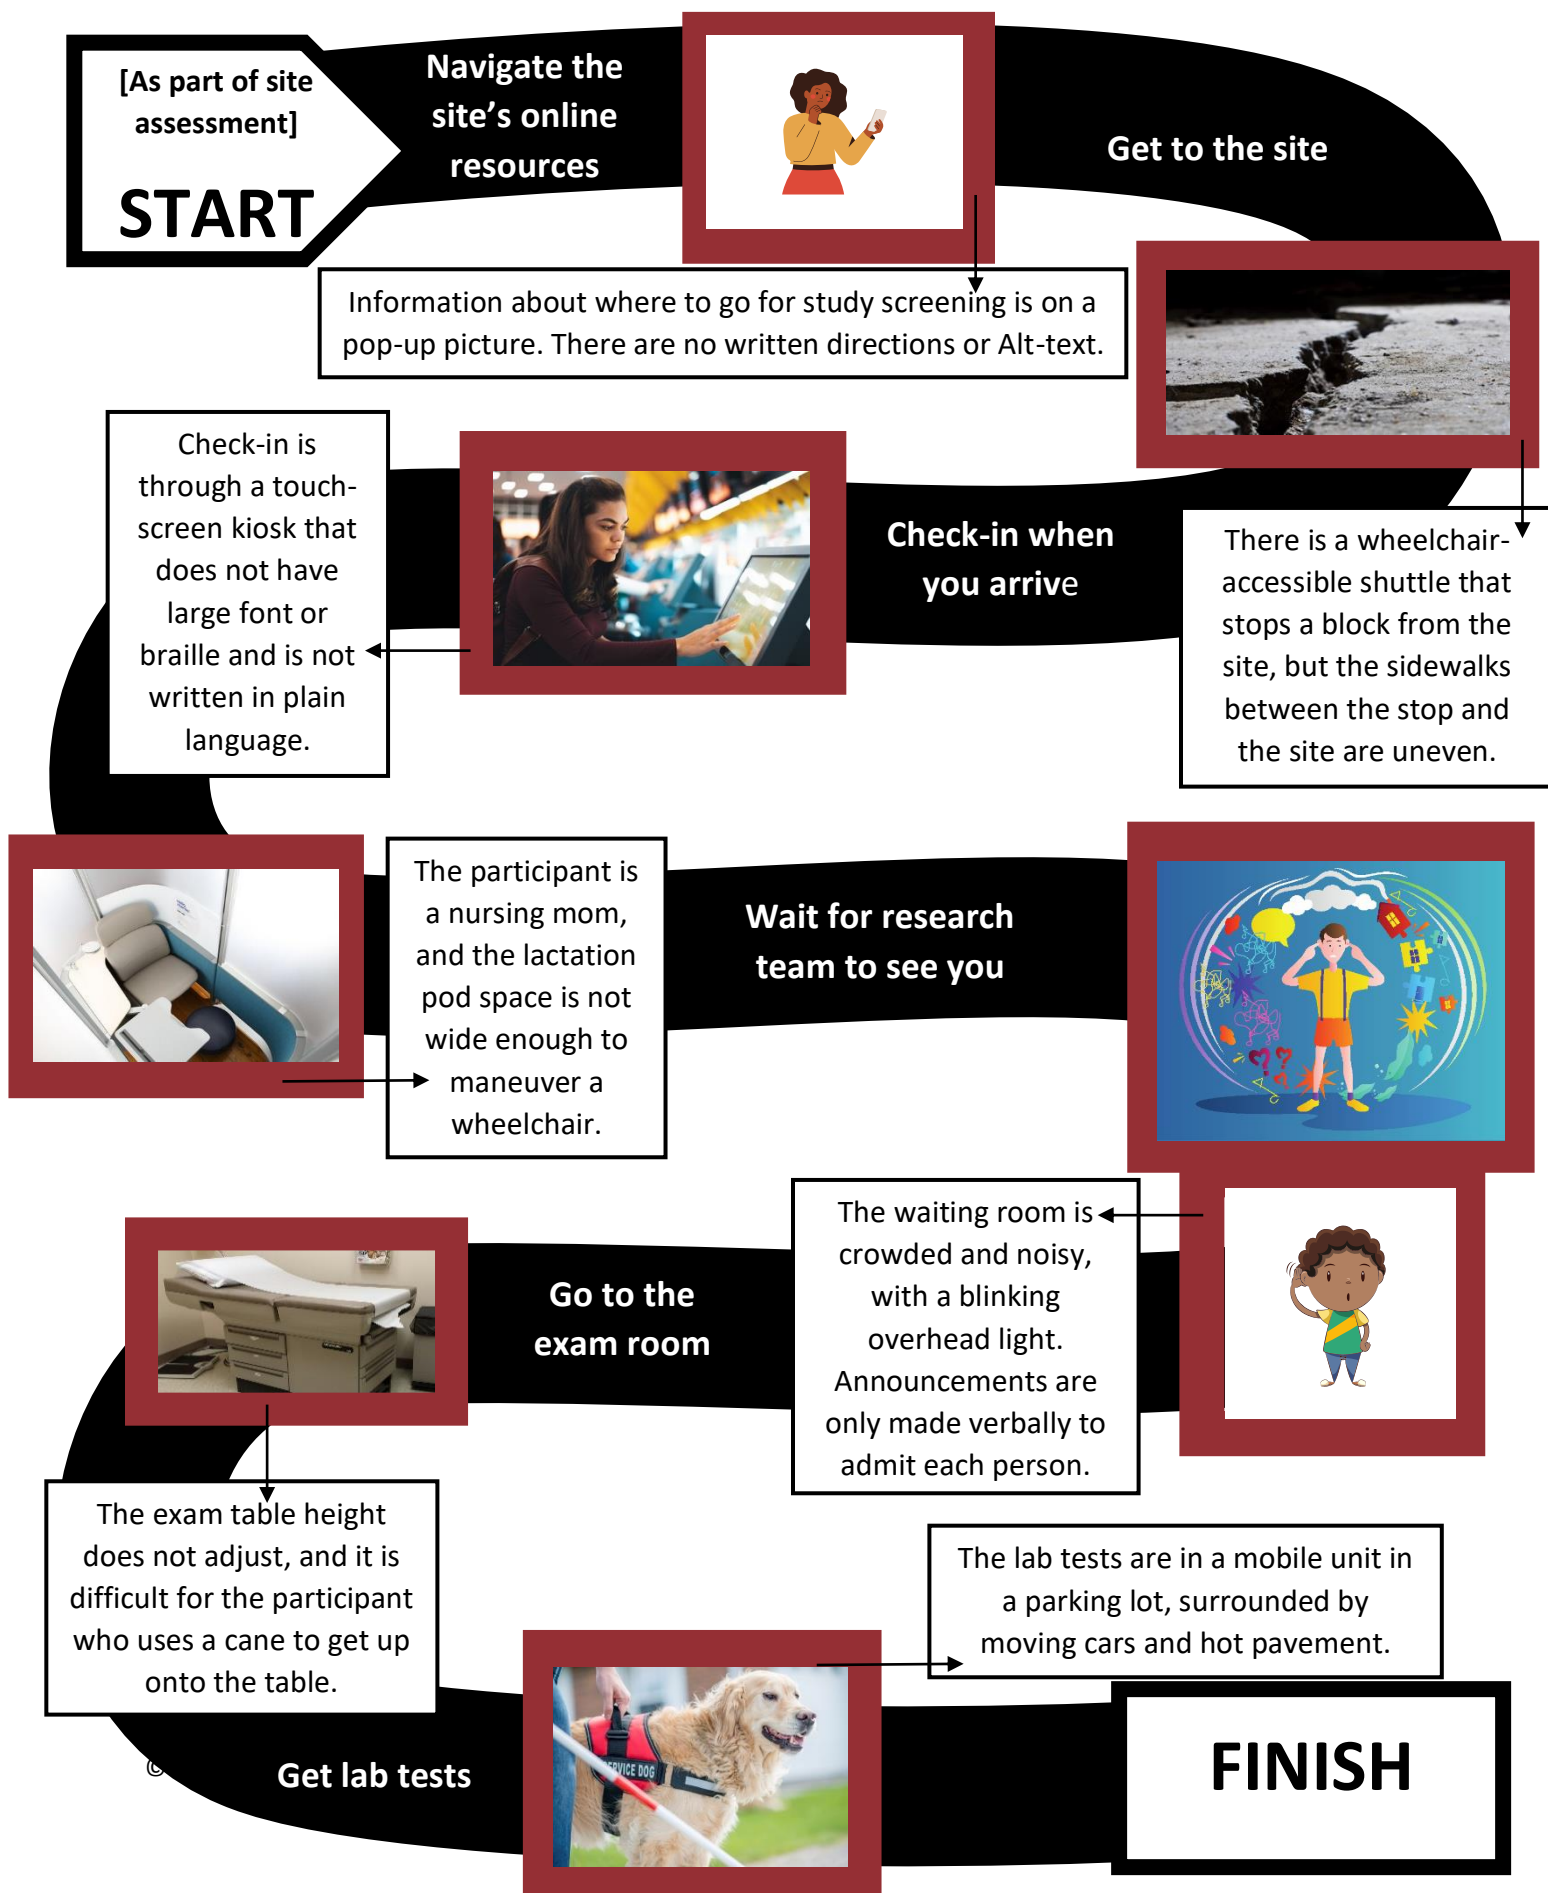 [As part of site
assessment]
START
Navigate the
site’s online
resources
Get to the site
Information about where to go for study screening is on a
pop-up picture. There are no written directions or Alt-text.
There is a wheelchair-
accessible shuttle that
stops a block from the
site, but the sidewalks
between the stop and
the site are uneven.
Check-in when
you arrive
Check-in is
through a touch-
screen kiosk that
does not have
large font or
braille and is not
written in plain
language.
The participant is
a nursing mom,
and the lactation
pod space is not
wide enough to
maneuver a
wheelchair.
Wait for research
team to see you
The waiting room is
crowded and noisy,
with a blinking
overhead light.
Announcements are
only made verbally to
admit each person.
Go to the
exam room
The exam table height
does not adjust, and it is
difficult for the participant
who uses a cane to get up
onto the table.
The lab tests are in a mobile unit in
a parking lot, surrounded by
moving cars and hot pavement.
©
Get lab tests
SERVICE DOG
FINISH